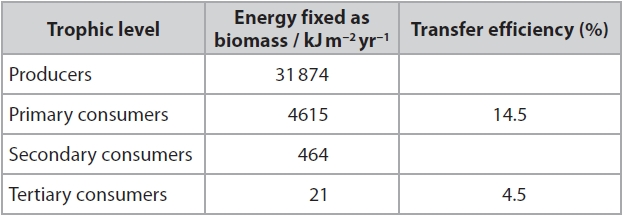 Trophic level Energy fixed as biomass / kJ m⁻² yr⁻¹ Transfer efficiency (%)
Producers 31 874
Primary consumers 4615 14.5
Secondary consumers 464
Tertiary consumers 21 4.5